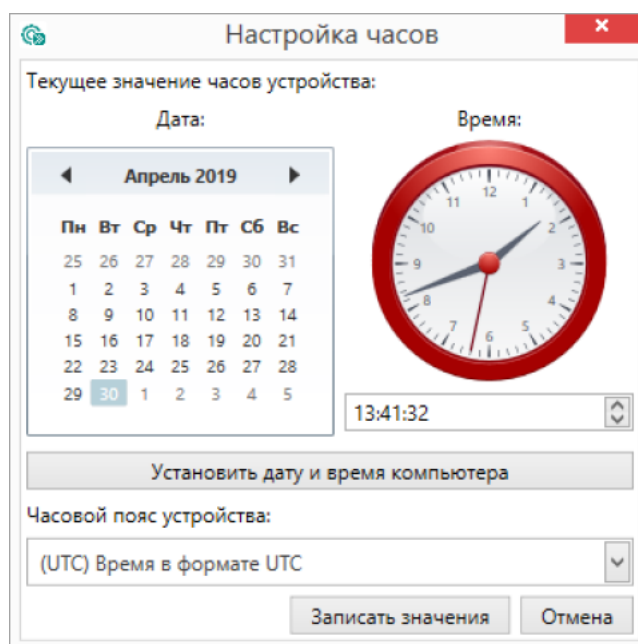 Настройка часов
Текущее значение часов устройства:
Дата:
Время:
Апрель 2019
Пн Вт Ср Чт Пт Сб Вс
25 26 27 28 29 30 31
1 2 3 4 5 6 7
8 9 10 11 12 13 14
15 16 17 18 19 20 21
22 23 24 25 26 27 28
29 30 1 2 3 4 5
12
1
2
3
4
5
6
7
8
9
10
11
13:41:32
Установить дату и время компьютера
Часовой пояс устройства:
(UTC) Время в формате UTC
Записать значения
Отмена